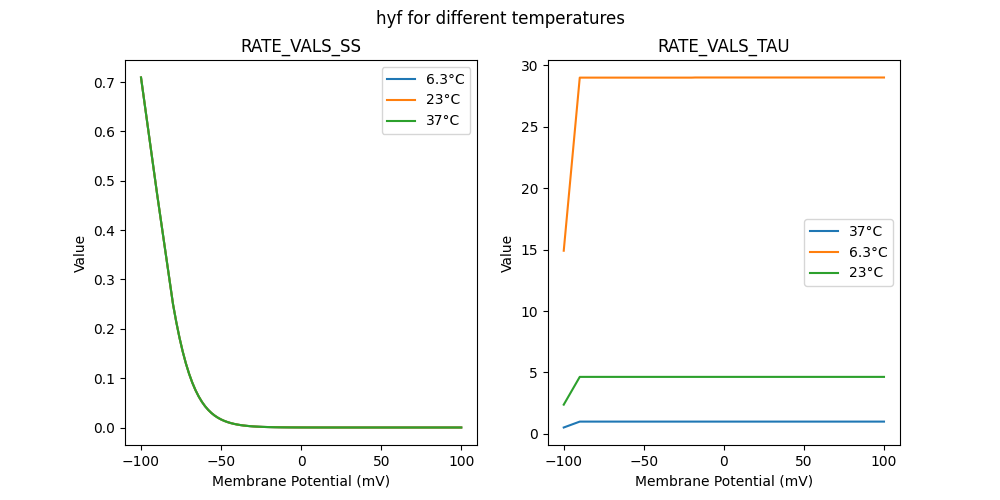 hyf for different temperatures
RATE_VALS_SS
0.7
0.6
0.5
0.4
0.3
0.2
0.1
0.0
Value
6.3°C
23°C
37°C
−100
−50
0
50
100
Membrane Potential (mV)
RATE_VALS_TAU
30
25
20
15
10
5
0
Value
37°C
6.3°C
23°C
−100
−50
0
50
100
Membrane Potential (mV)